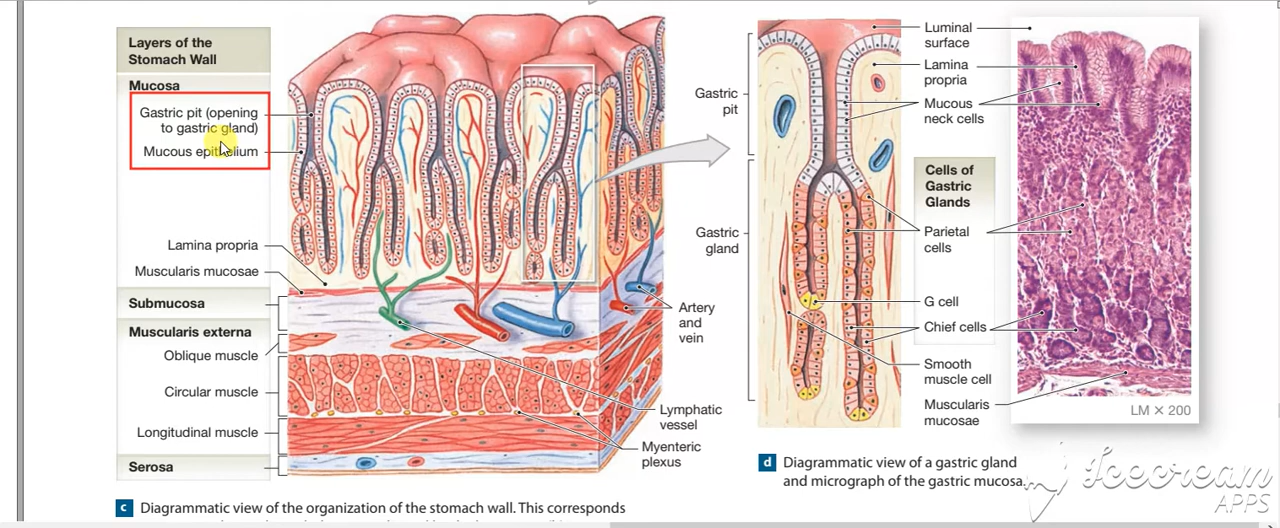 Layers of the
Stomach Wall
Mucosa
Gastric pit (opening
to gastric gland)
Mucous epithelium
Lamina propria
Muscularis mucosae
Submucosa
Muscularis externa
Oblique muscle
Circular muscle
Longitudinal muscle
Serosa
Artery
and
vein
Lymphatic
vessel
Myenteric
plexus
c Diagrammatic view of the organization of the stomach wall. This corresponds
Gastric
pit
Gastric
gland
Luminal
surface
Lamina
propria
Mucous
neck cells
Cells of
Gastric
Glands
Parietal
cells
G cell
Chief cells
Smooth
muscle cell
Muscularis
mucosae
LM × 200
d Diagrammatic view of a gastric gland
and micrograph of the gastric mucosa.
Icecream
APPS